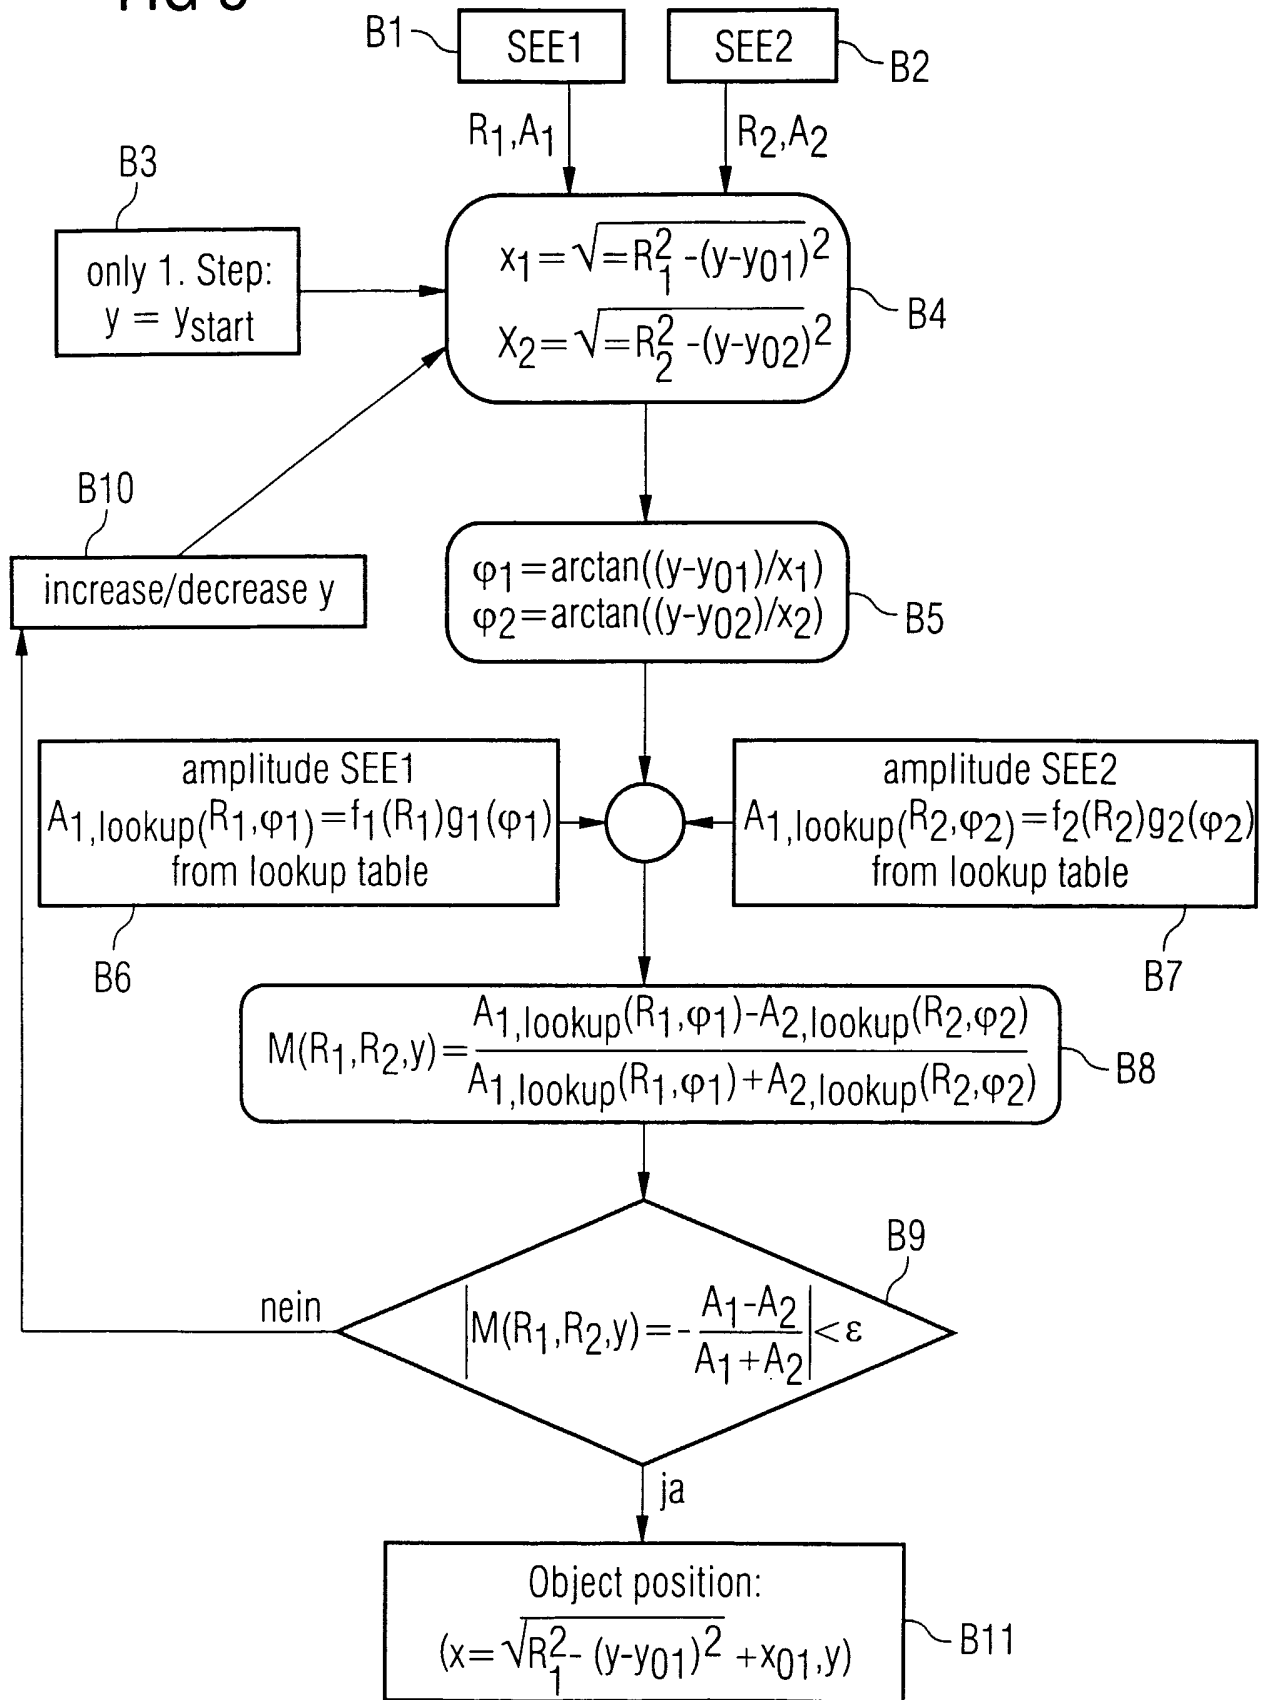 B1
SEE1
SEE2
B2
R1,A1
R2,A2
B3
only 1. Step:
y = ystart
x1=√=R1²-(y-y01)²
X2=√=R2²-(y-y02)²
B4
B10
increase/decrease y
φ1=arctan((y-y01)/x1)
φ2=arctan((y-y02)/x2)
B5
amplitude SEE1
A1,lookup(R1,φ1)=f1(R1)g1(φ1)
from lookup table
B6
amplitude SEE2
A1,lookup(R2,φ2)=f2(R2)g2(φ2)
from lookup table
B7
M(R1,R2,y)=
A1,lookup(R1,φ1)-A2,lookup(R2,φ2)
A1,lookup(R1,φ1)+A2,lookup(R2,φ2)
B8
B9
nein
|M(R1,R2,y)=-
A1-A2
A1+A2
|<ε
ja
Object position:
(x=√R1²-(y-y01)²+x01,y)
B11